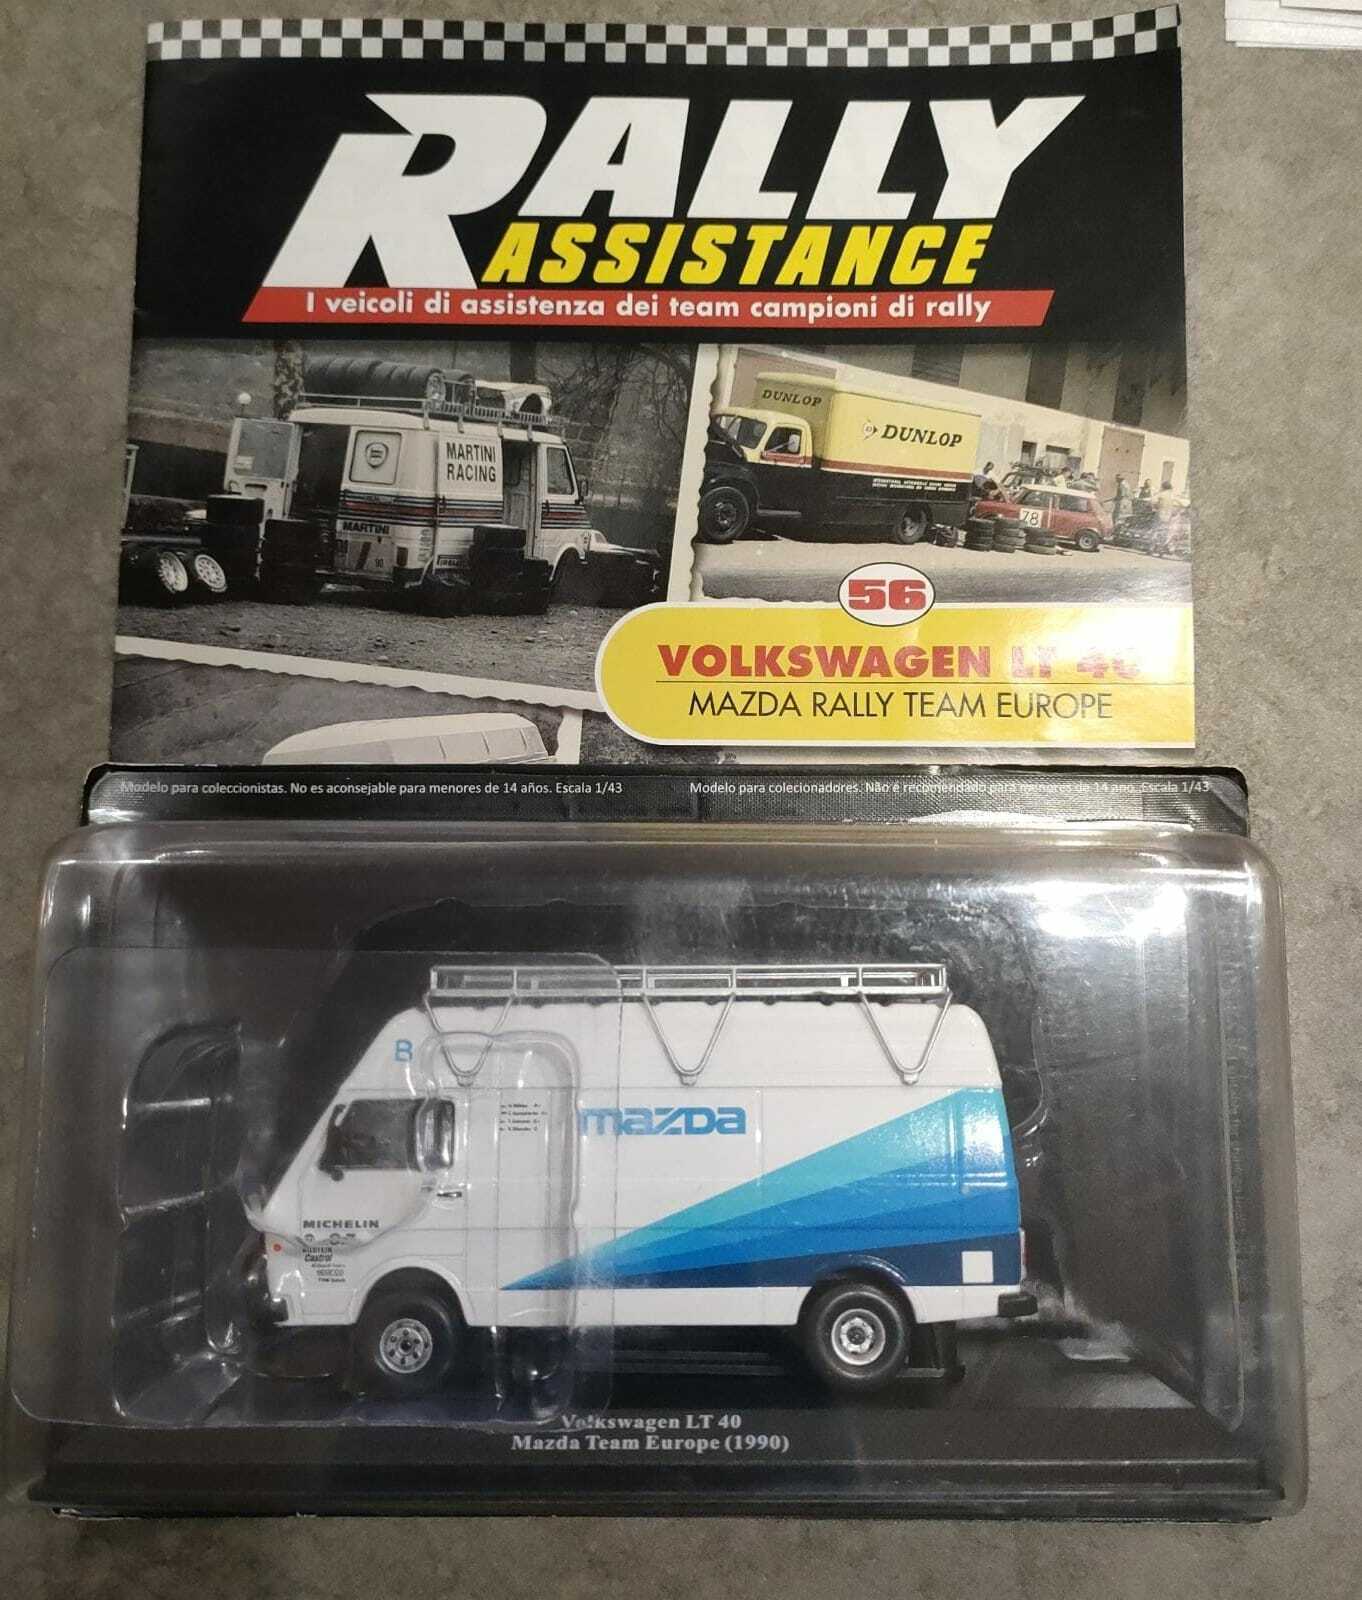 RALLY
ASSISTANCE
I veicoli di assistenza dei team campioni di rally
MARTINI
RACING
MARTINI
DUNLOP
DUNLOP
78
56
VOLKSWAGEN LT 40
MAZDA RALLY TEAM EUROPE
Modelo para coleccionistas. No es aconsejable para menores de 14 años. Escala 1/43
Modelo para colecionadores. Não é recomendado para menores de 14 ano. Escala 1/43
B
mazda
MICHELIN
Castrol
Volkswagen LT 40
Mazda Team Europe (1990)